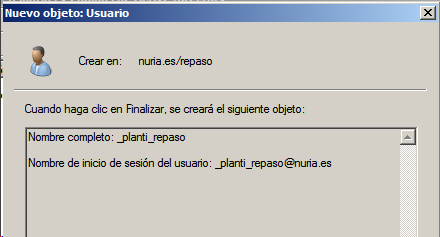 Nuevo objeto: Usuario
Crear en: nuria.es/repaso
Cuando haga clic en Finalizar, se creará el siguiente objeto:
Nombre completo: _planti_repaso
Nombre de inicio de sesión del usuario: _planti_repaso@nuria.es